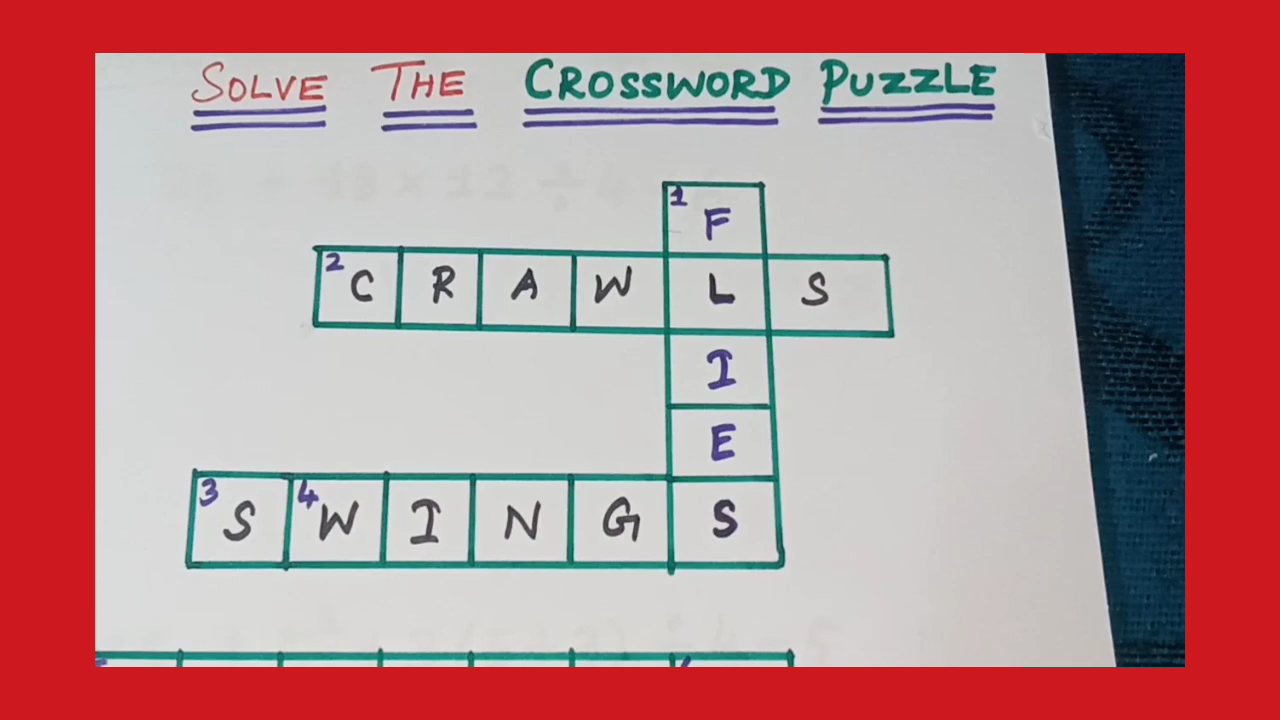 SOLVE THE CROSSWORD PUZZLE
1 F
2 C R A W L S
I
E
3 S 4 W I N G S